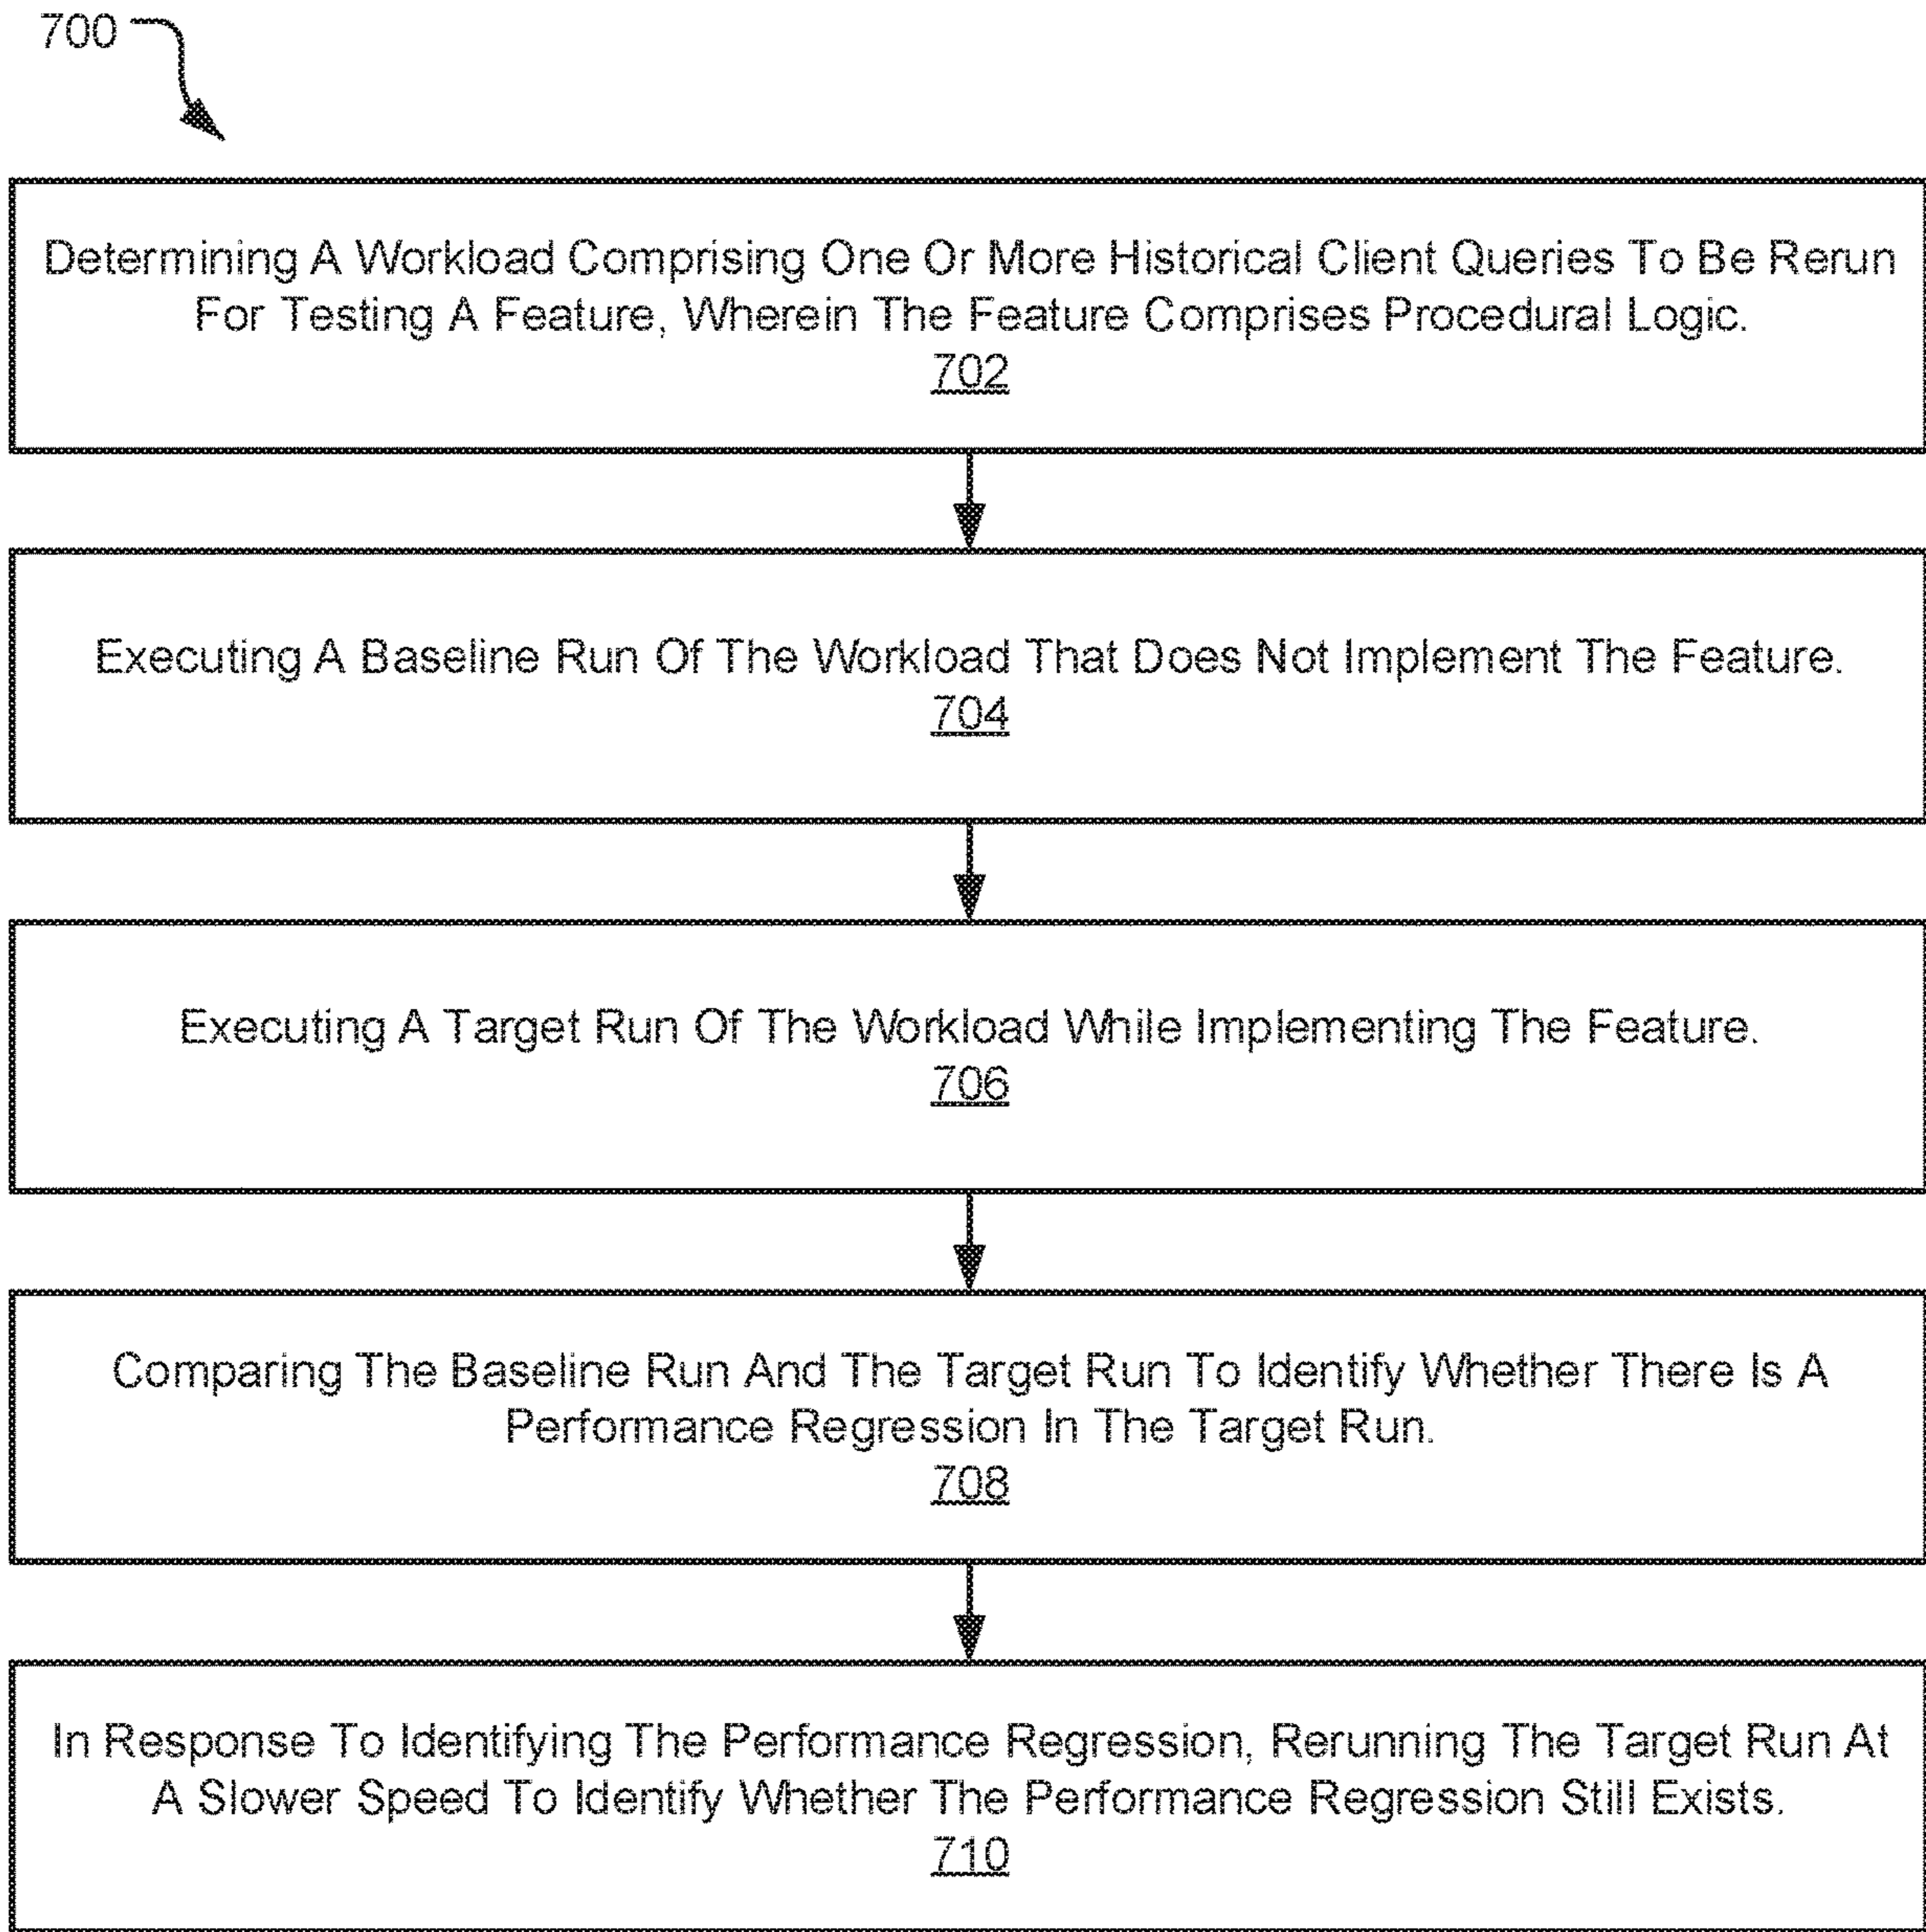 700
Determining A Workload Comprising One Or More Historical Client Queries To Be Rerun
For Testing A Feature, Wherein The Feature Comprises Procedural Logic.
702
Executing A Baseline Run Of The Workload That Does Not Implement The Feature.
704
Executing A Target Run Of The Workload While Implementing The Feature.
706
Comparing The Baseline Run And The Target Run To Identify Whether There Is A
Performance Regression In The Target Run.
708
In Response To Identifying The Performance Regression, Rerunning The Target Run At
A Slower Speed To Identify Whether The Performance Regression Still Exists.
710